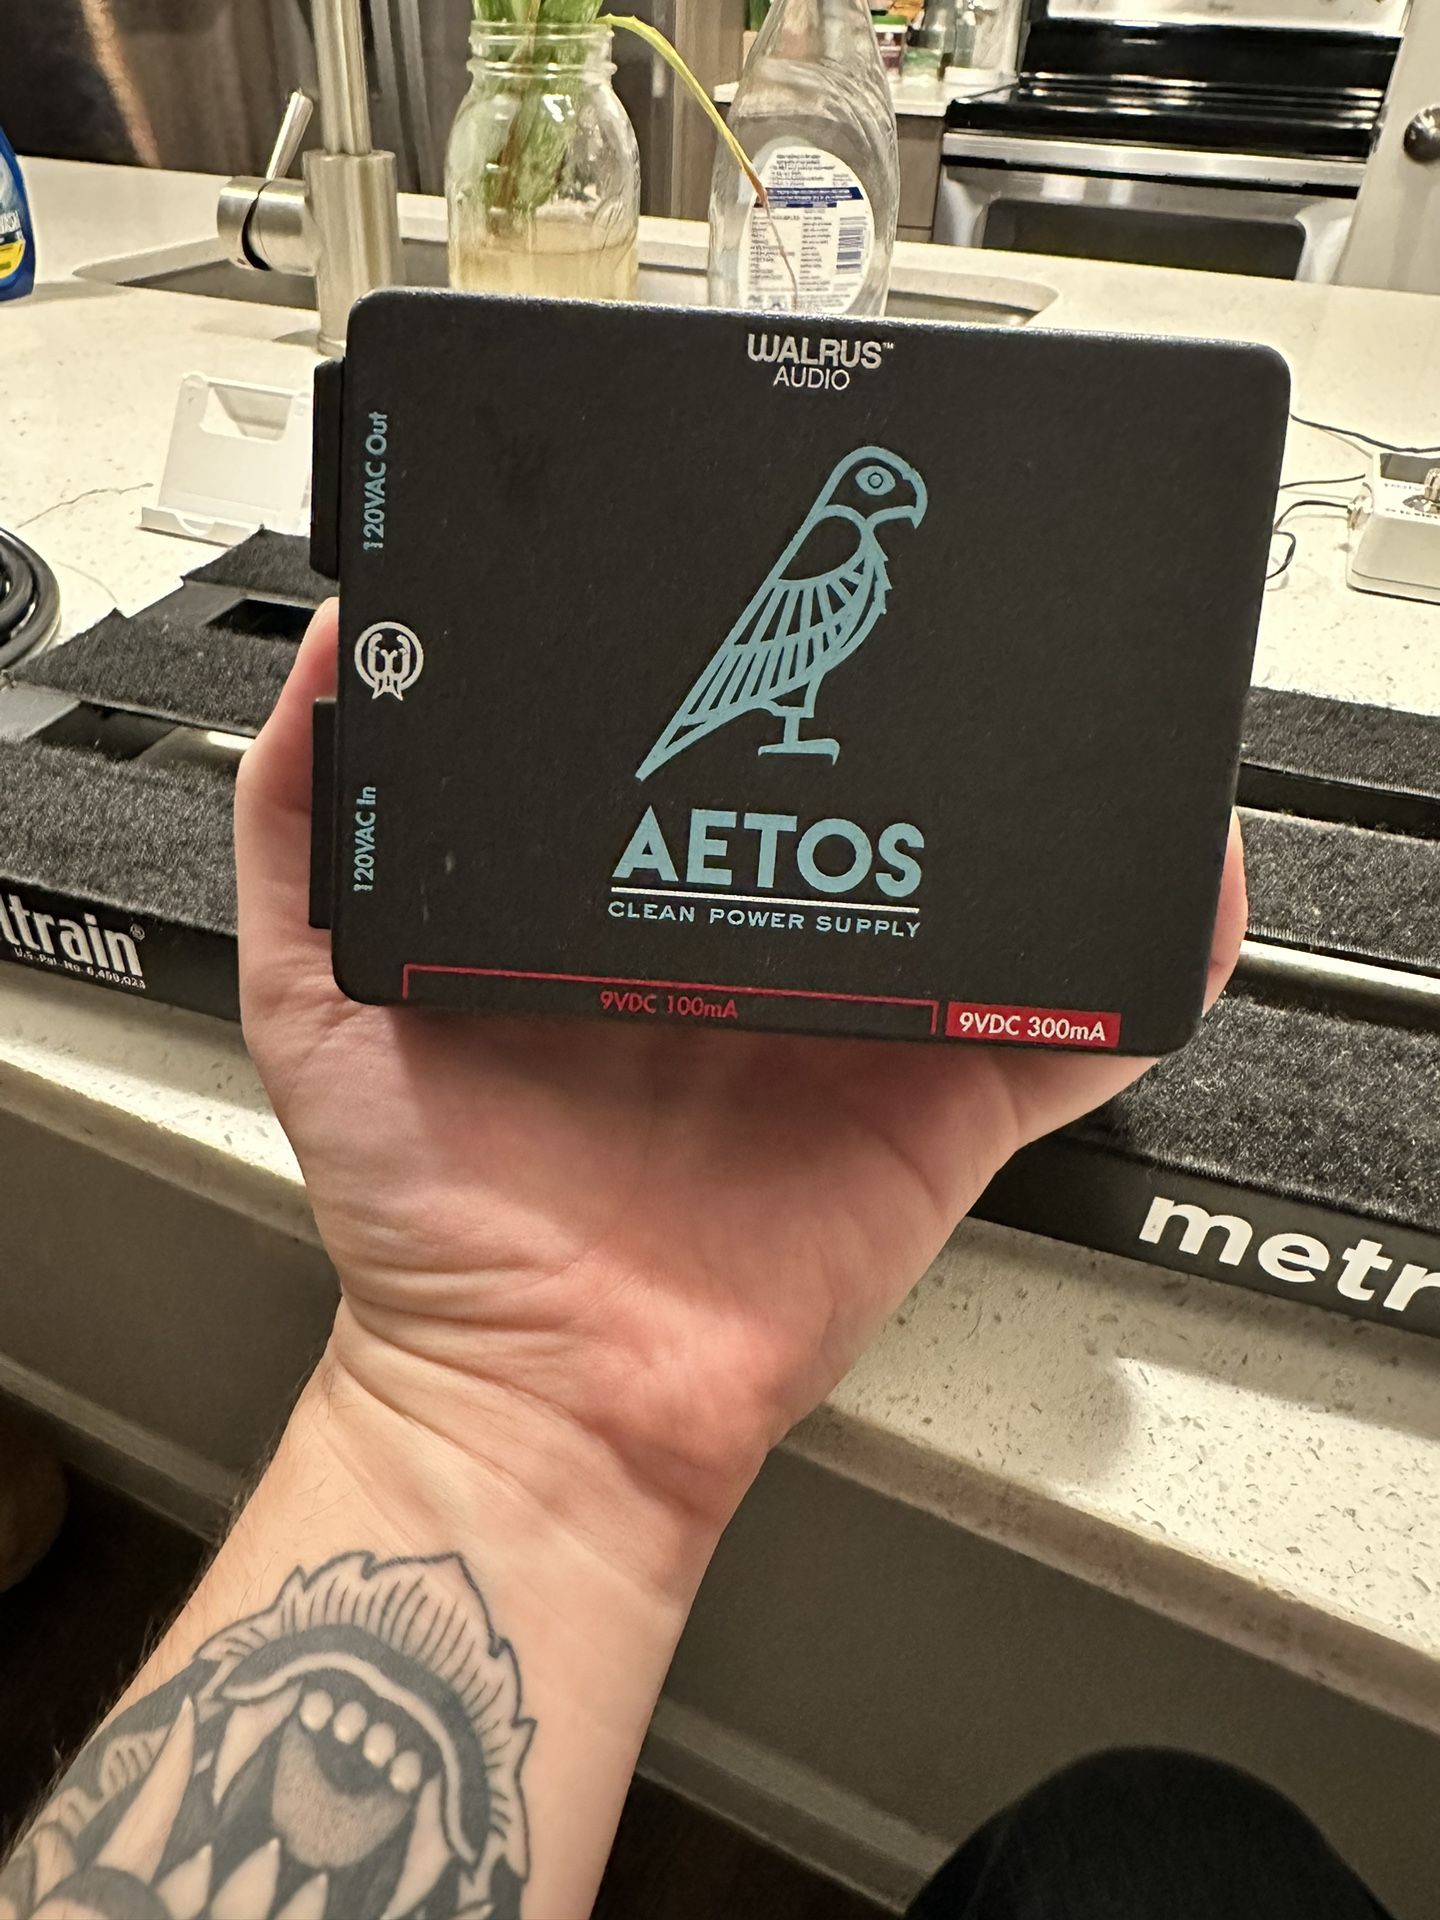 WALRUS™
AUDIO
120VAC Out
120VAC In
AETOS
CLEAN POWER SUPPLY
9VDC 100mA
9VDC 300mA
ltrain®
metr